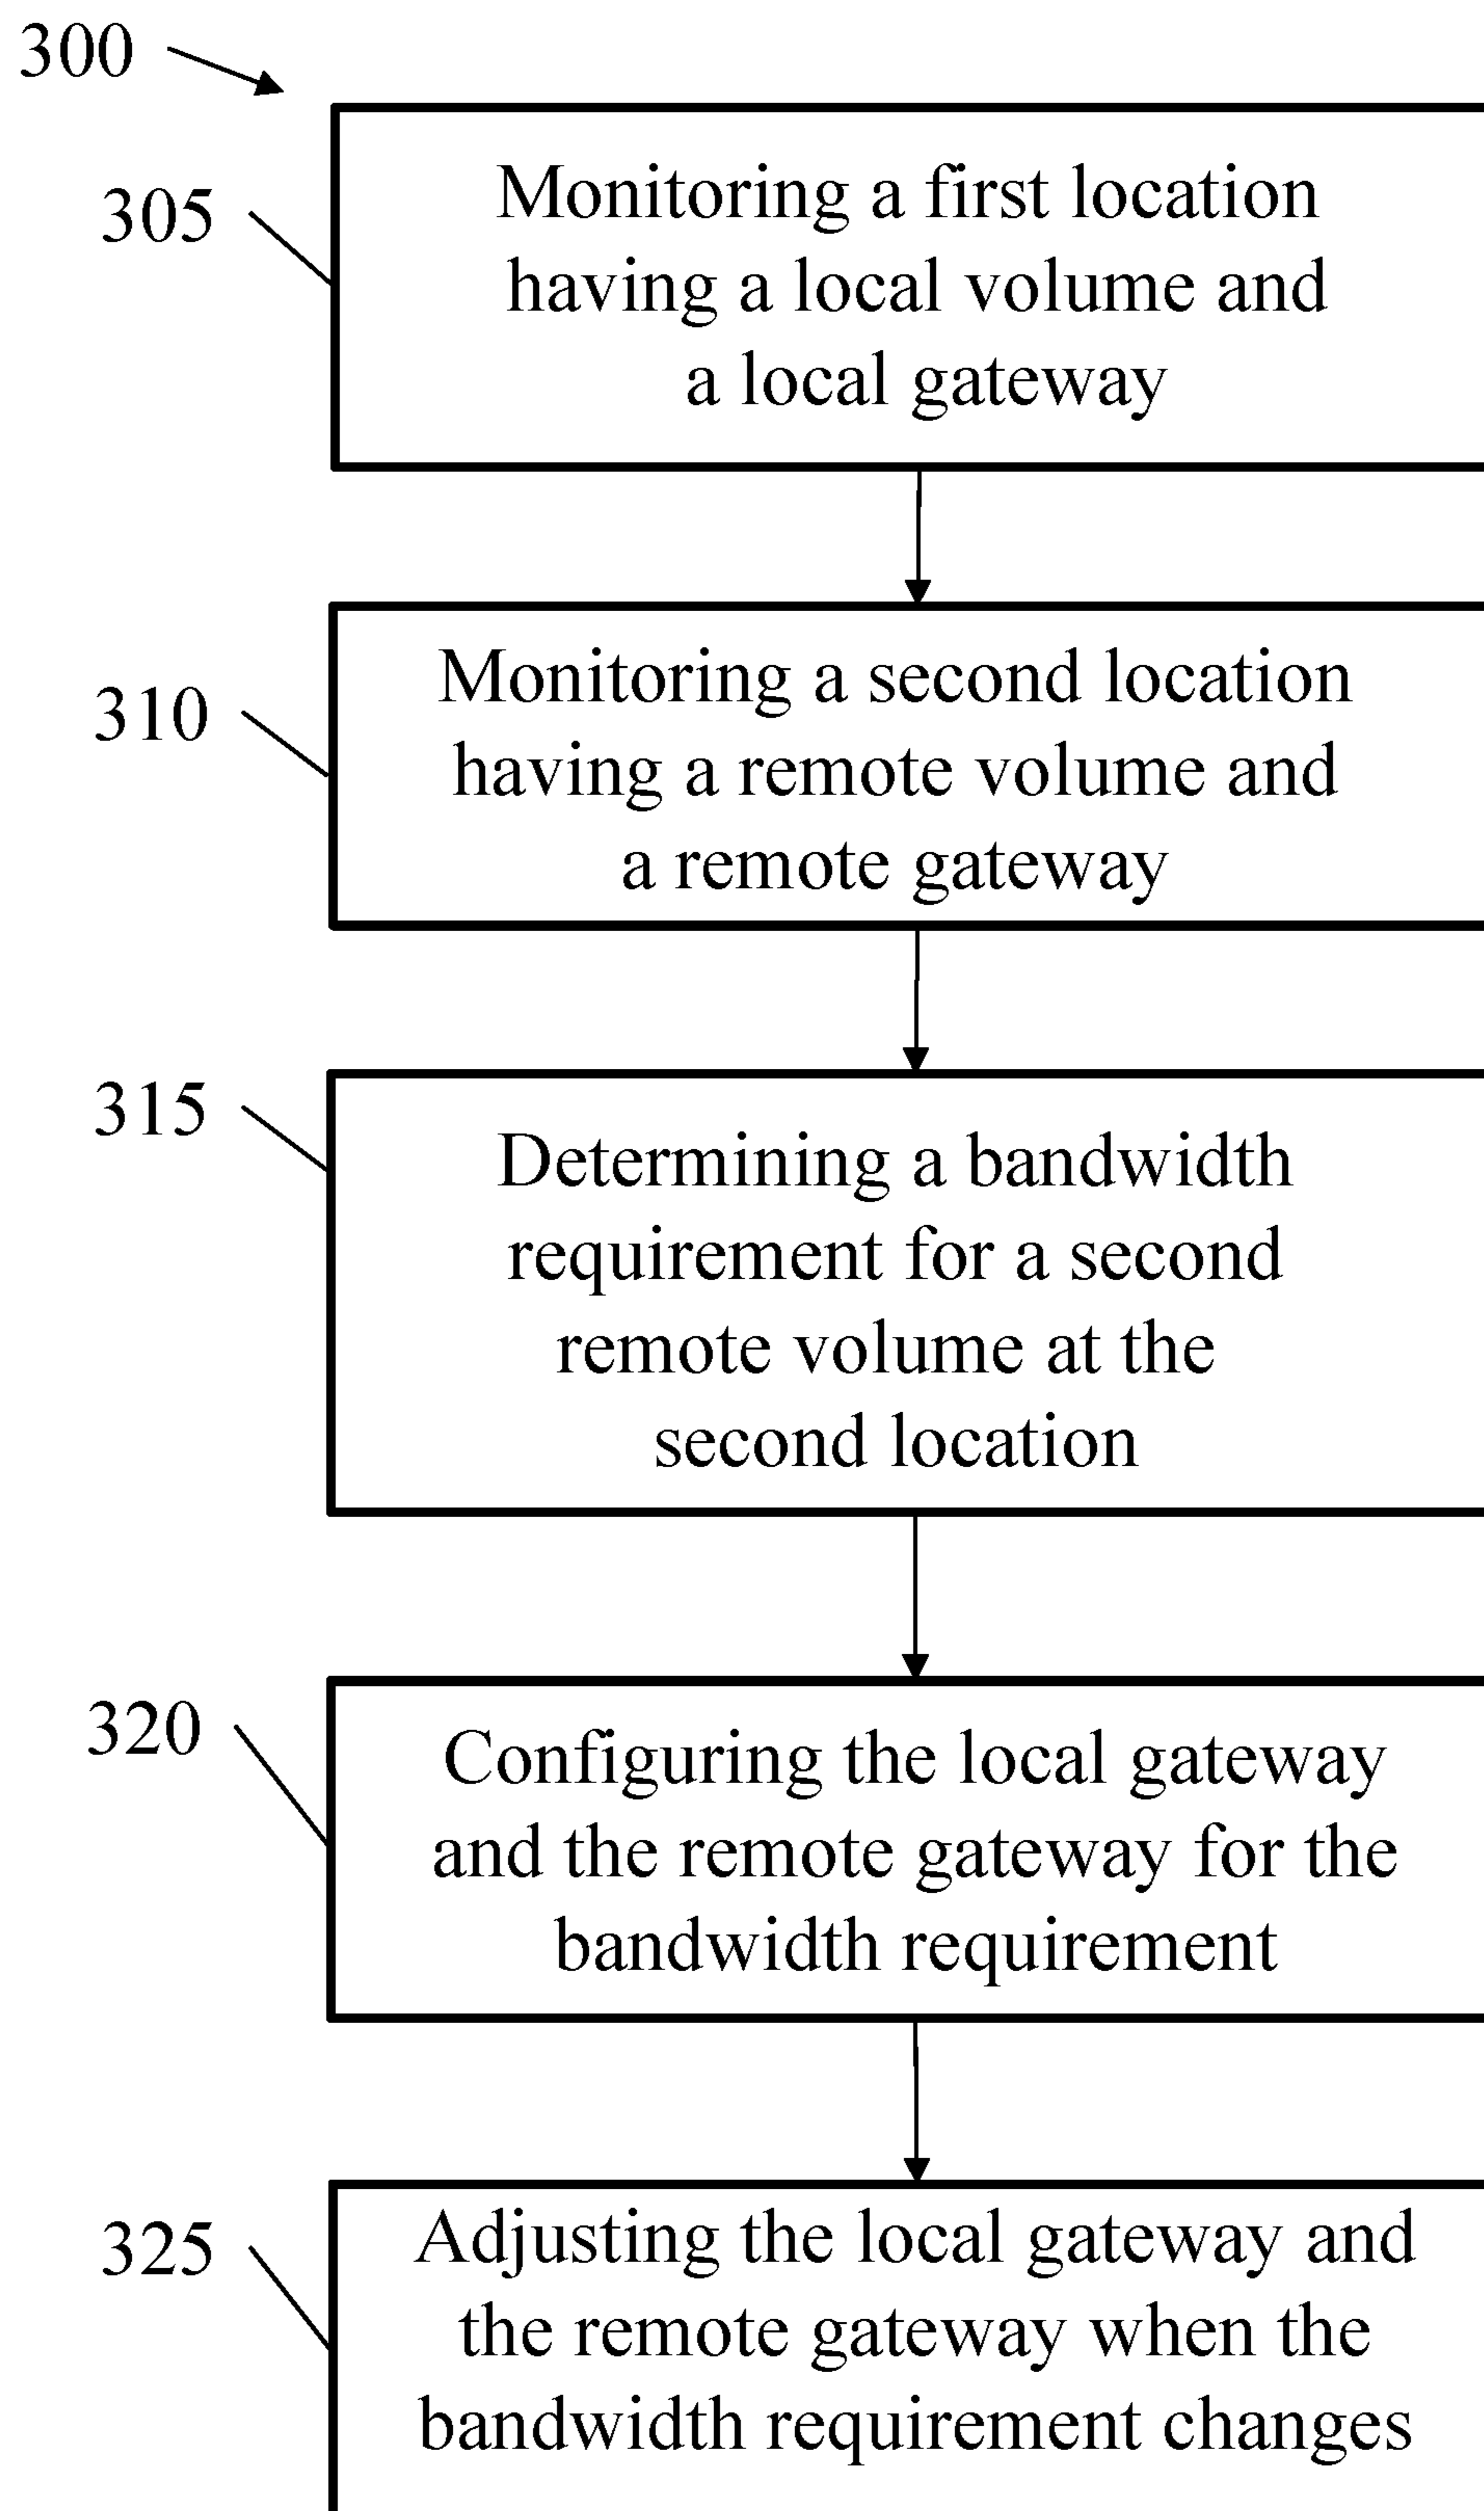 300
305
Monitoring a first location
having a local volume and
a local gateway
310
Monitoring a second location
having a remote volume and
a remote gateway
315
Determining a bandwidth
requirement for a second
remote volume at the
second location
320
Configuring the local gateway
and the remote gateway for the
bandwidth requirement
325
Adjusting the local gateway and
the remote gateway when the
bandwidth requirement changes